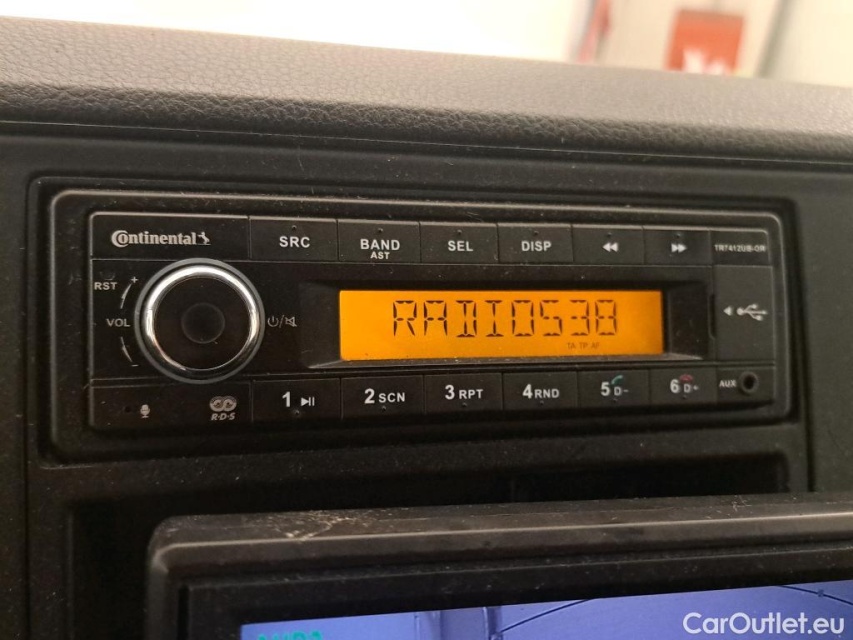 Continental
SRC
BAND
AST
SEL
DISP
TR7412UB-OR
RST
+
VOL
-
RADIO538
TA TP AF
R·D·S
1
2 SCN
3 RPT
4 RND
5 D-
6 D+
AUX
CarOutlet.eu